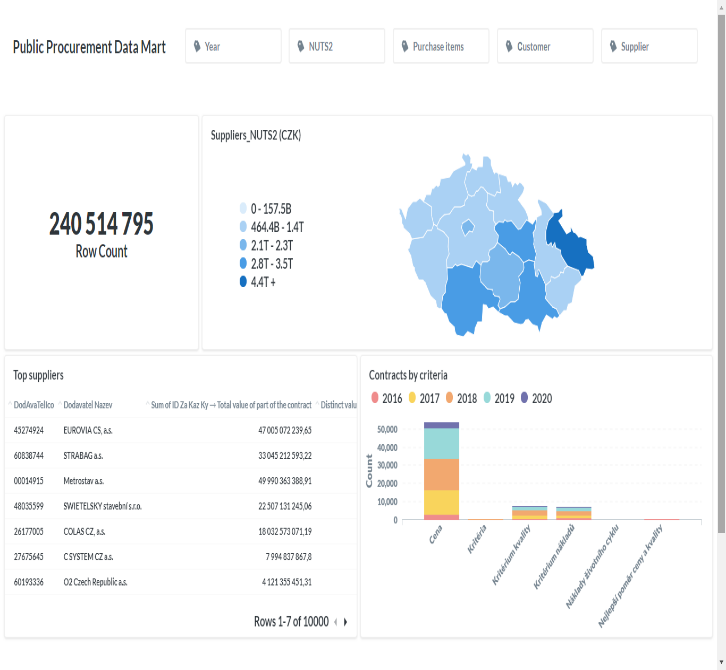 Public Procurement Data Mart
Year
NUTS2
Purchase items
Customer
Supplier
240 514 795
Row Count
Suppliers_NUTS2 (CZK)
0 - 157.5B
464.4B - 1.4T
2.1T - 2.3T
2.8T - 3.5T
4.4T +
Top suppliers
DodAvaTelIco Dodavatel Nazev Sum of ID Za Kaz Ky → Total value of part of the contract Distinct valu
45274924 EUROVIA CS, a.s. 47 005 072 239,65
60838744 STRABAG a.s. 33 045 212 593,22
00014915 Metrostav a.s. 49 990 363 388,91
48035599 SWIETELSKY stavební s.r.o. 22 507 131 245,06
26177005 COLAS CZ, a.s. 18 032 573 071,19
27675645 C SYSTEM CZ a.s. 7 994 837 867,8
60193336 O2 Czech Republic a.s. 4 121 355 451,31
Rows 1-7 of 10000
Contracts by criteria
2016 2017 2018 2019 2020
Count
50,000
40,000
30,000
20,000
10,000
0
Cena
Kritéria
Kritérium kvality
Kritérium nákladů
Náklady životního cyklu
Nejlepší poměr ceny a kvality